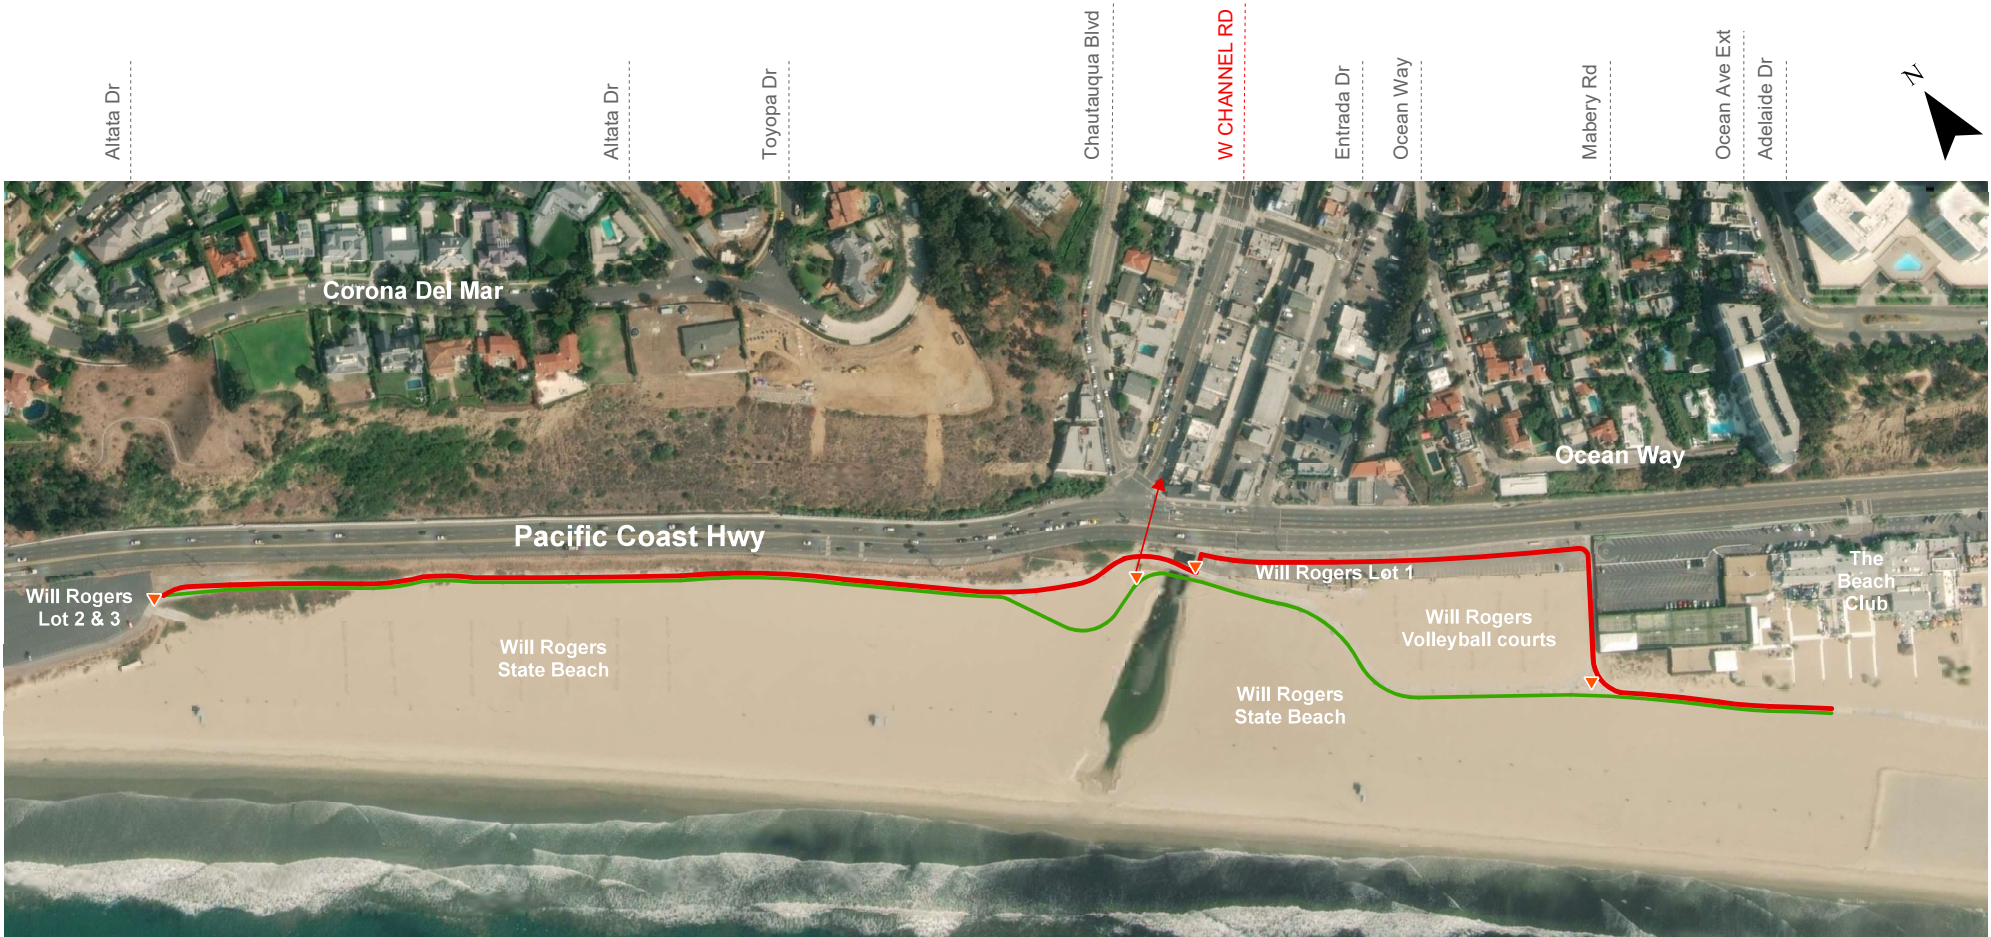 Altata Dr
Altata Dr
Toyopa Dr
Chautauqua Blvd
W CHANNEL RD
Entrada Dr
Ocean Way
Mabery Rd
Ocean Ave Ext
Adelaide Dr
N
Corona Del Mar
Ocean Way
Pacific Coast Hwy
Will Rogers
Lot 2 & 3
Will Rogers Lot 1
The
Beach
Club
Will Rogers
Volleyball courts
Will Rogers
State Beach
Will Rogers
State Beach